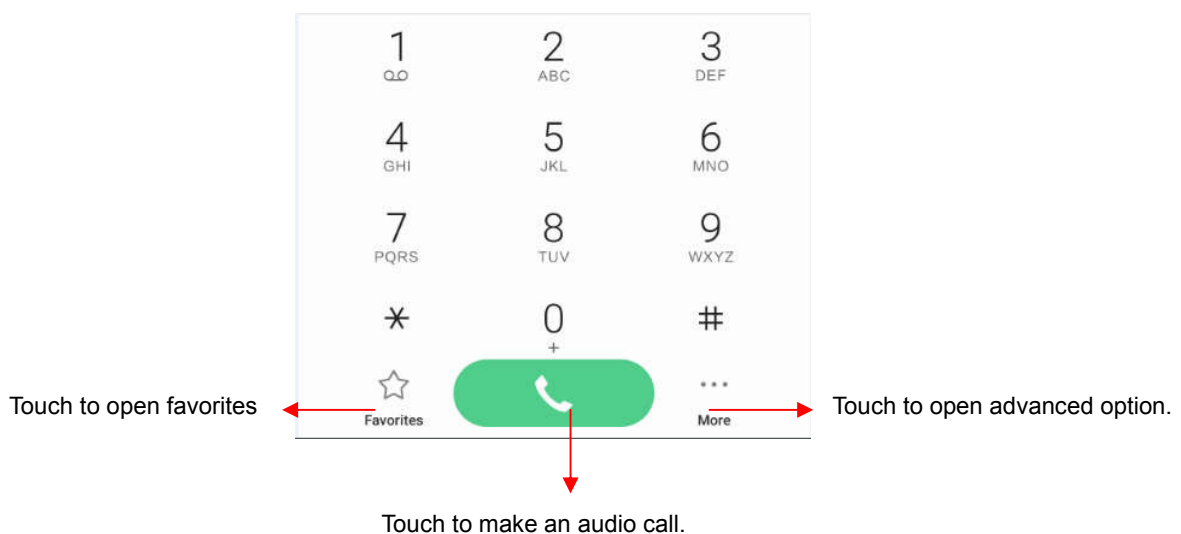 1 2 3
ABC DEF
4 5 6
GHI JKL MNO
7 8 9
PQRS TUV WXYZ
* 0 #
+
Touch to open favorites
Favorites
... More
Touch to open advanced option.
Touch to make an audio call.